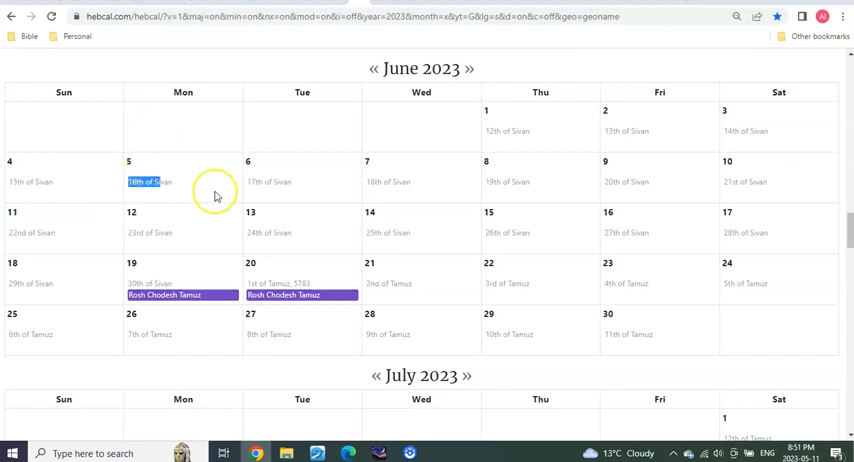 hebcal.com/hebcal/?v=1&maj=on&min=on&nx=on&mod=on&i=off&year=2023&month=x&yt=G&lg=s&d=on&c=off&geo=geoname
AI
Bible
Personal
Other bookmarks
« June 2023 »
Sun Mon Tue Wed Thu Fri Sat
1 2 3
12th of Sivan 13th of Sivan 14th of Sivan
4 5 6 7 8 9 10
15th of Sivan 16th of Sivan 17th of Sivan 18th of Sivan 19th of Sivan 20th of Sivan 21st of Sivan
11 12 13 14 15 16 17
22nd of Sivan 23rd of Sivan 24th of Sivan 25th of Sivan 26th of Sivan 27th of Sivan 28th of Sivan
18 19 20 21 22 23 24
29th of Sivan 30th of Sivan 1st of Tamuz, 5783 2nd of Tamuz 3rd of Tamuz 4th of Tamuz 5th of Tamuz
Rosh Chodesh Tamuz Rosh Chodesh Tamuz
25 26 27 28 29 30
6th of Tamuz 7th of Tamuz 8th of Tamuz 9th of Tamuz 10th of Tamuz 11th of Tamuz
« July 2023 »
Sun Mon Tue Wed Thu Fri Sat
1
12th of Tamuz
Type here to search
13°C Cloudy
ENG
8:51 PM
2023-05-11
3